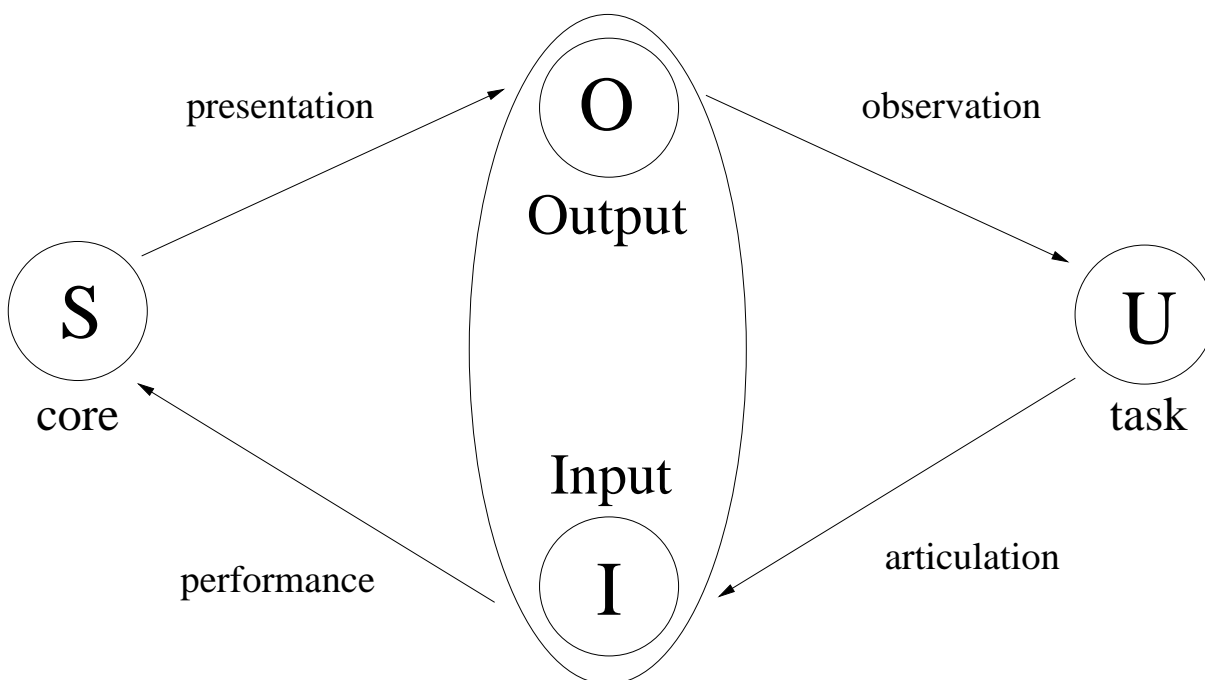 O
presentation
observation
Output
S
U
core
task
Input
articulation
performance
I